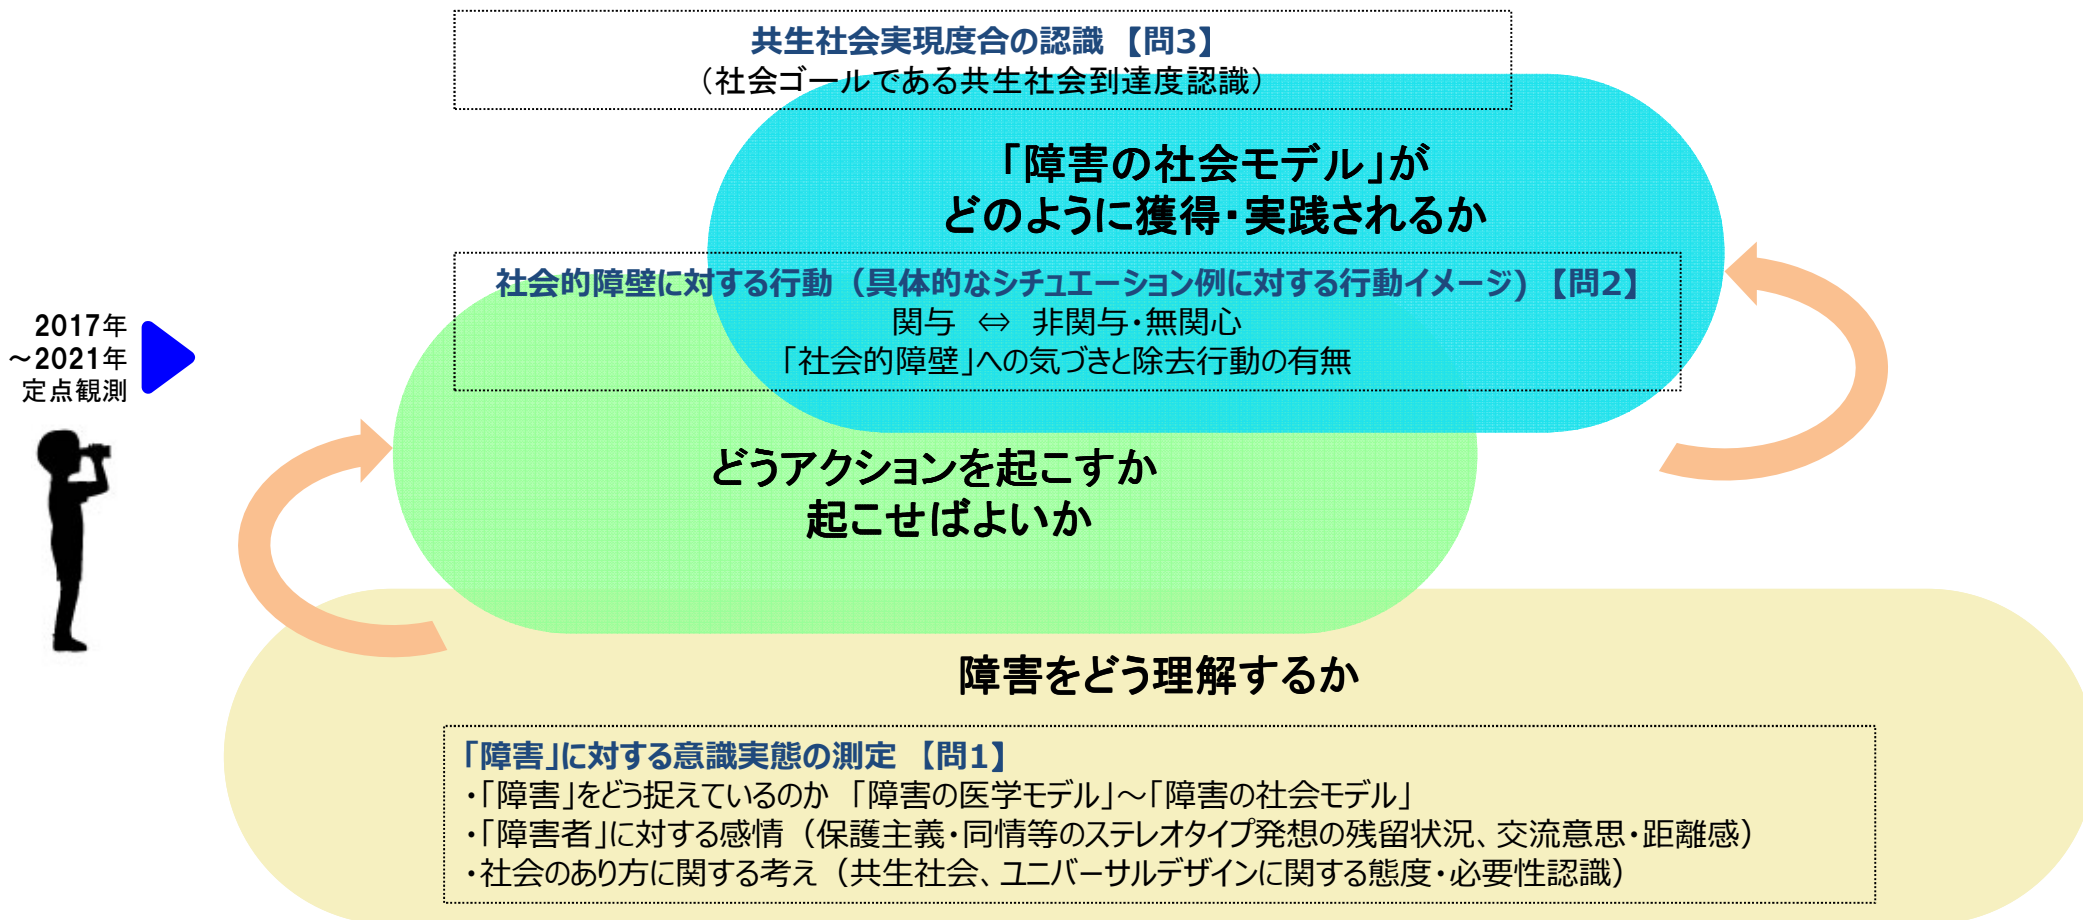 共生社会実現度合の認識 【問3】
（社会ゴールである共生社会到達度認識）
「障害の社会モデル」が
どのように獲得・実践されるか
社会的障壁に対する行動（具体的なシチュエーション例に対する行動イメージ) 【問2】
関与 ⇔ 非関与・無関心
「社会的障壁」への気づきと除去行動の有無
2017年
～2021年
定点観測
どうアクションを起こすか
起こせばよいか
障害をどう理解するか
「障害」に対する意識実態の測定 【問1】
・「障害」をどう捉えているのか 「障害の医学モデル」～「障害の社会モデル」
・「障害者」に対する感情（保護主義・同情等のステレオタイプ発想の残留状況、交流意思・距離感）
・社会のあり方に関する考え（共生社会、ユニバーサルデザインに関する態度・必要性認識）